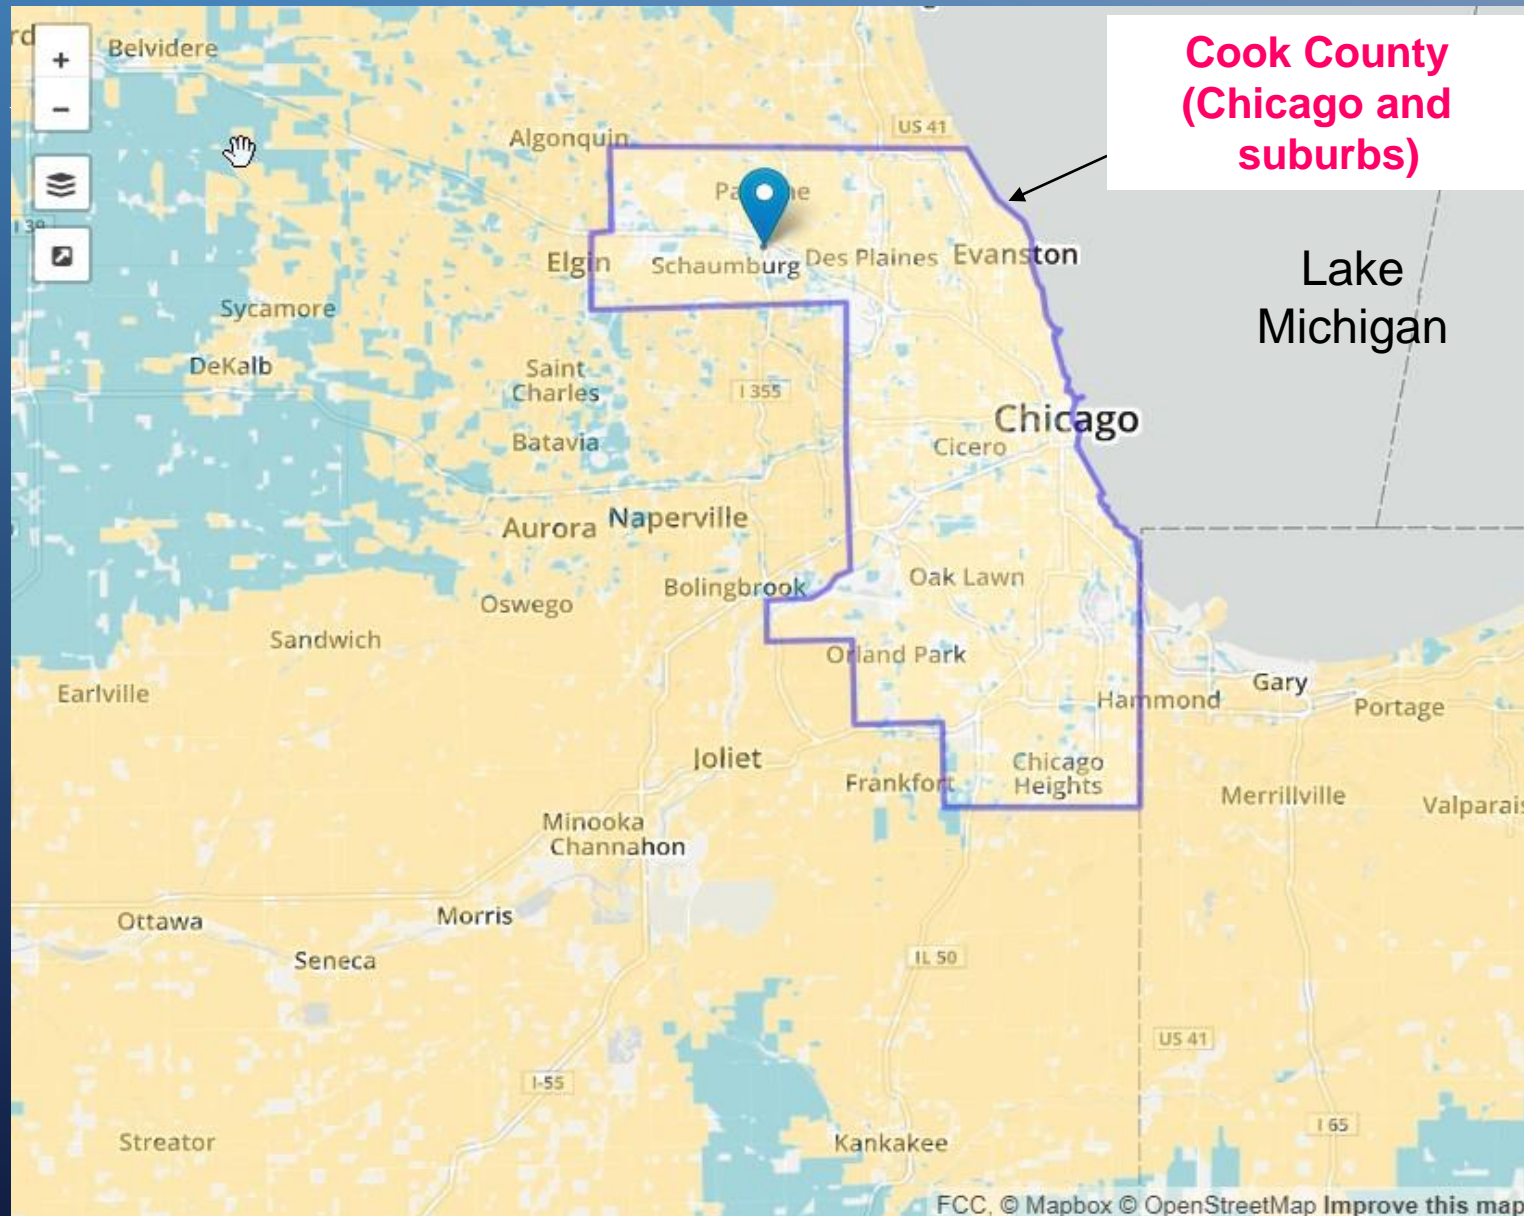 Belvidere
Cook County
(Chicago and
suburbs)
Algonquin
US 41
I 39
Elgin
Schaumburg
Des Plaines
Evanston
Lake
Michigan
Sycamore
DeKalb
Saint
Charles
I 355
Batavia
Chicago
Cicero
Aurora
Naperville
Bolingbrook
Oak Lawn
Oswego
Sandwich
Orland Park
Earlville
Hammond
Gary
Portage
Joliet
Frankfort
Chicago
Heights
Merrillville
Valparais
Minooka
Channahon
Ottawa
Morris
Seneca
IL 50
US 41
I-55
I 65
Streator
Kankakee
FCC, © Mapbox © OpenStreetMap Improve this map